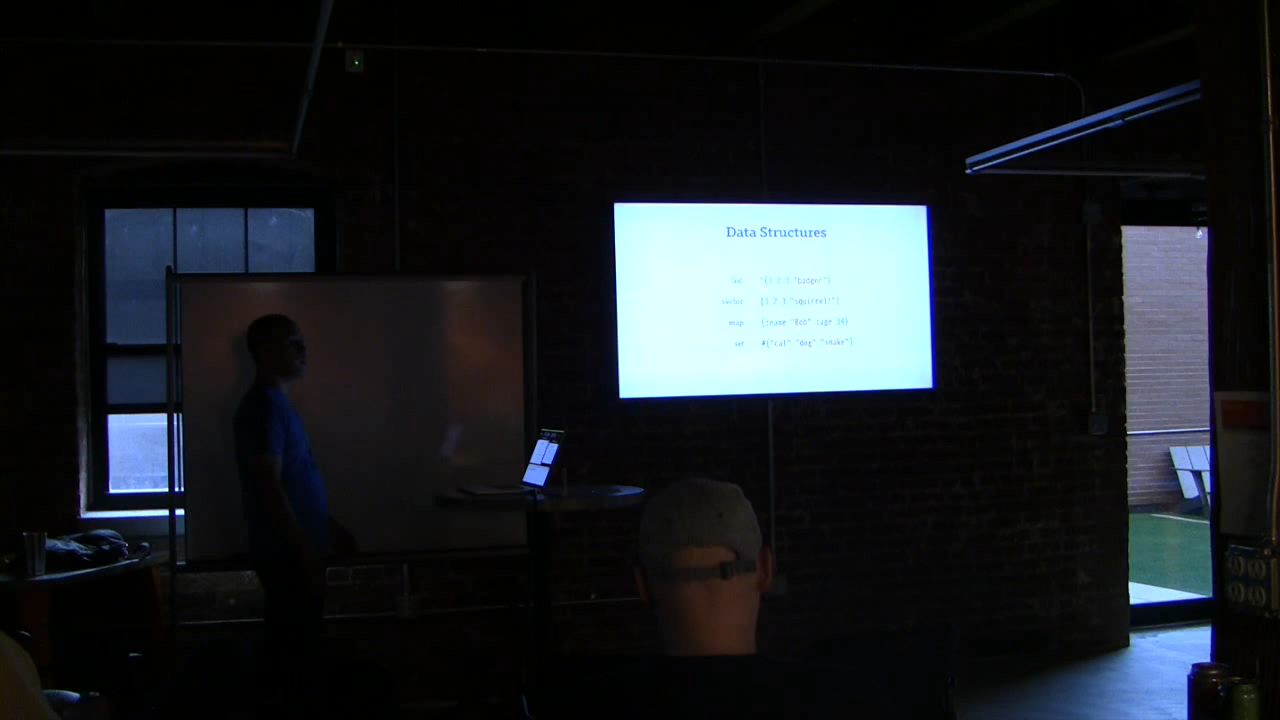 Data Structures
list '(1 2 3 "badger")
vector [1 2 3 "squirrel!"]
map {:name "Bob" :age 34}
set #{"cat" "dog" "snake"}